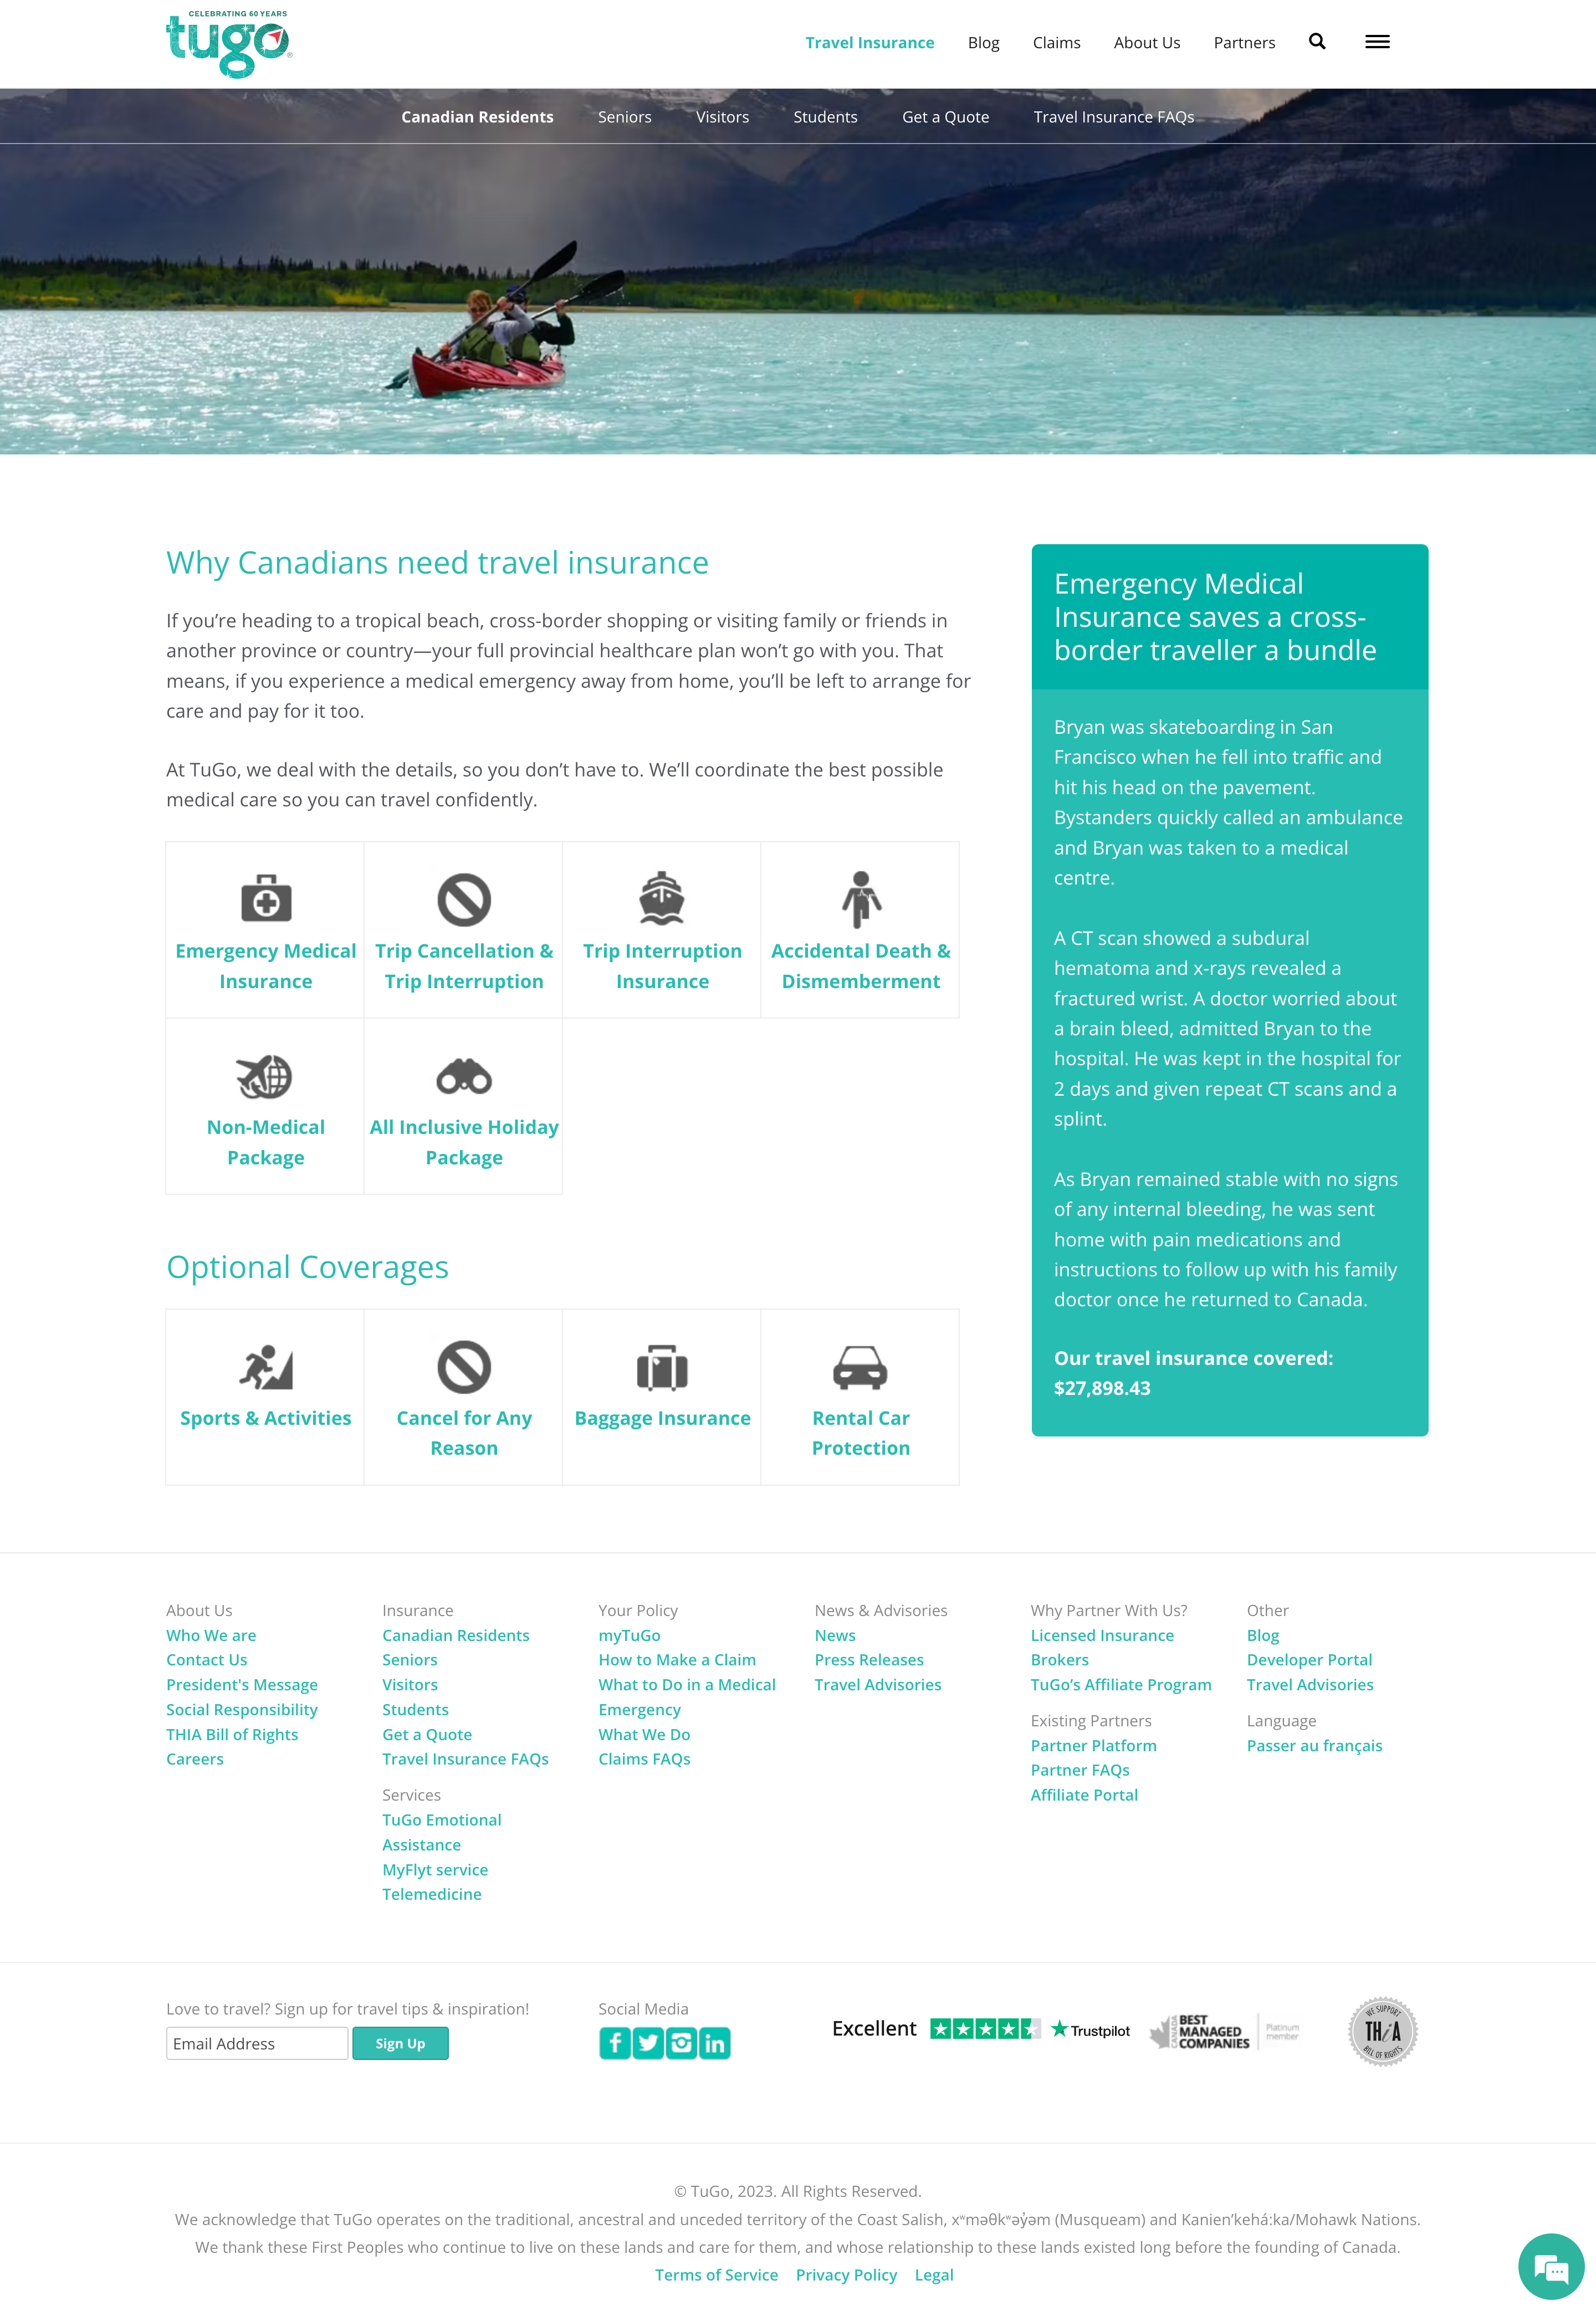 CELEBRATING 60 YEARS
tugo
Travel Insurance
Blog
Claims
About Us
Partners
Canadian Residents
Seniors
Visitors
Students
Get a Quote
Travel Insurance FAQs
Why Canadians need travel insurance
If you’re heading to a tropical beach, cross-border shopping or visiting family or friends in
another province or country—your full provincial healthcare plan won’t go with you. That
means, if you experience a medical emergency away from home, you’ll be left to arrange for
care and pay for it too.
At TuGo, we deal with the details, so you don’t have to. We’ll coordinate the best possible
medical care so you can travel confidently.
Emergency Medical
Insurance
Trip Cancellation &
Trip Interruption
Trip Interruption
Insurance
Accidental Death &
Dismemberment
Non-Medical
Package
All Inclusive Holiday
Package
Optional Coverages
Sports & Activities
Cancel for Any
Reason
Baggage Insurance
Rental Car
Protection
Emergency Medical
Insurance saves a cross-
border traveller a bundle
Bryan was skateboarding in San
Francisco when he fell into traffic and
hit his head on the pavement.
Bystanders quickly called an ambulance
and Bryan was taken to a medical
centre.
A CT scan showed a subdural
hematoma and x-rays revealed a
fractured wrist. A doctor worried about
a brain bleed, admitted Bryan to the
hospital. He was kept in the hospital for
2 days and given repeat CT scans and a
splint.
As Bryan remained stable with no signs
of any internal bleeding, he was sent
home with pain medications and
instructions to follow up with his family
doctor once he returned to Canada.
Our travel insurance covered:
$27,898.43
About Us
Who We are
Contact Us
President's Message
Social Responsibility
THIA Bill of Rights
Careers
Insurance
Canadian Residents
Seniors
Visitors
Students
Get a Quote
Travel Insurance FAQs
Services
TuGo Emotional
Assistance
MyFlyt service
Telemedicine
Your Policy
myTuGo
How to Make a Claim
What to Do in a Medical
Emergency
What We Do
Claims FAQs
News & Advisories
News
Press Releases
Travel Advisories
Why Partner With Us?
Licensed Insurance
Brokers
TuGo’s Affiliate Program
Existing Partners
Partner Platform
Partner FAQs
Affiliate Portal
Other
Blog
Developer Portal
Travel Advisories
Language
Passer au français
Love to travel? Sign up for travel tips & inspiration!
Email Address
Sign Up
Social Media
Excellent
Trustpilot
CANADA'S
BEST
MANAGED
COMPANIES
Platinum
member
WE SUPPORT
THiA
BILL OF RIGHTS
© TuGo, 2023. All Rights Reserved.
We acknowledge that TuGo operates on the traditional, ancestral and unceded territory of the Coast Salish, xʷməθkʷəy̓əm (Musqueam) and Kanien’kehá:ka/Mohawk Nations.
We thank these First Peoples who continue to live on these lands and care for them, and whose relationship to these lands existed long before the founding of Canada.
Terms of Service
Privacy Policy
Legal